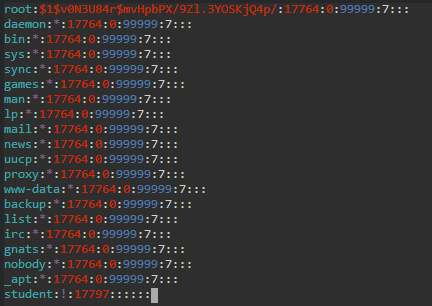 root:$1$v0N3U84r$mvHpbPX/9Zl.3YOSKjQ4p/:17764:0:99999:7:::
daemon:*:17764:0:99999:7:::
bin:*:17764:0:99999:7:::
sys:*:17764:0:99999:7:::
sync:*:17764:0:99999:7:::
games:*:17764:0:99999:7:::
man:*:17764:0:99999:7:::
lp:*:17764:0:99999:7:::
mail:*:17764:0:99999:7:::
news:*:17764:0:99999:7:::
uucp:*:17764:0:99999:7:::
proxy:*:17764:0:99999:7:::
www-data:*:17764:0:99999:7:::
backup:*:17764:0:99999:7:::
list:*:17764:0:99999:7:::
irc:*:17764:0:99999:7:::
gnats:*:17764:0:99999:7:::
nobody:*:17764:0:99999:7:::
_apt:*:17764:0:99999:7:::
student:!:17797::::::